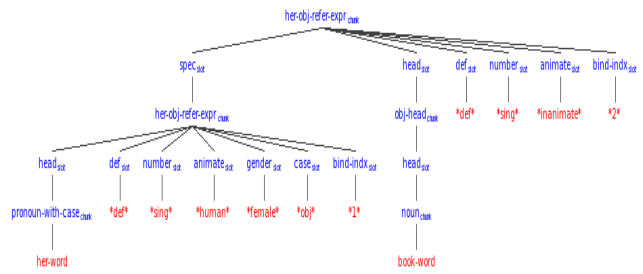 her-obj-refer-expr chunk
spec slot head slot def slot number slot animate slot bind-indx slot
her-obj-refer-expr chunk obj-head chunk *def* *sing* *inanimate* *2*
head slot def slot number slot animate slot gender slot case slot bind-indx slot head slot
pronoun-with-case chunk *def* *sing* *human* *female* *obj* *1* noun chunk
her-word book-word